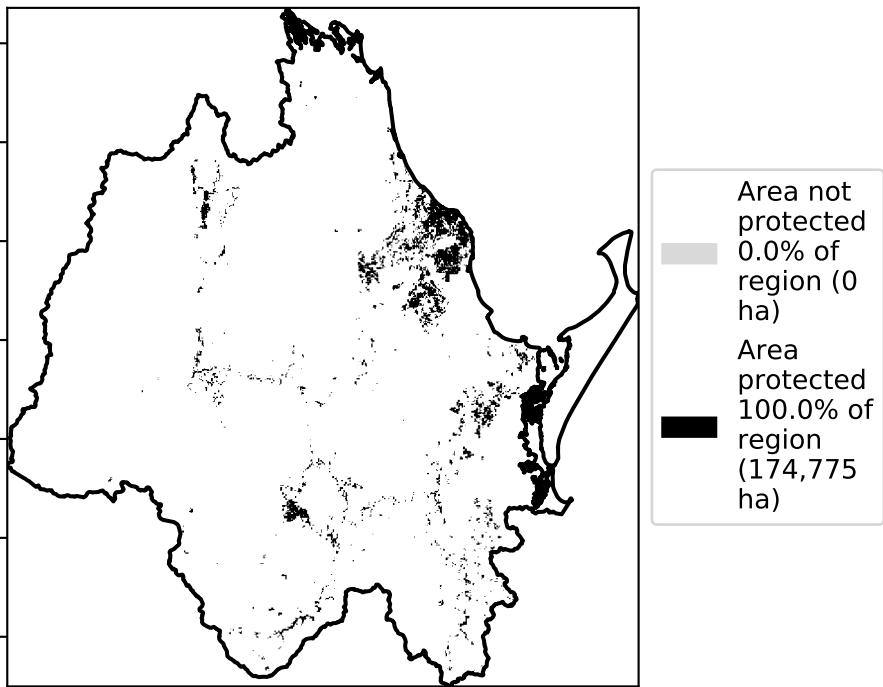 Area not
protected
0.0% of
region (0
ha)
Area
protected
100.0% of
region
(174,775
ha)